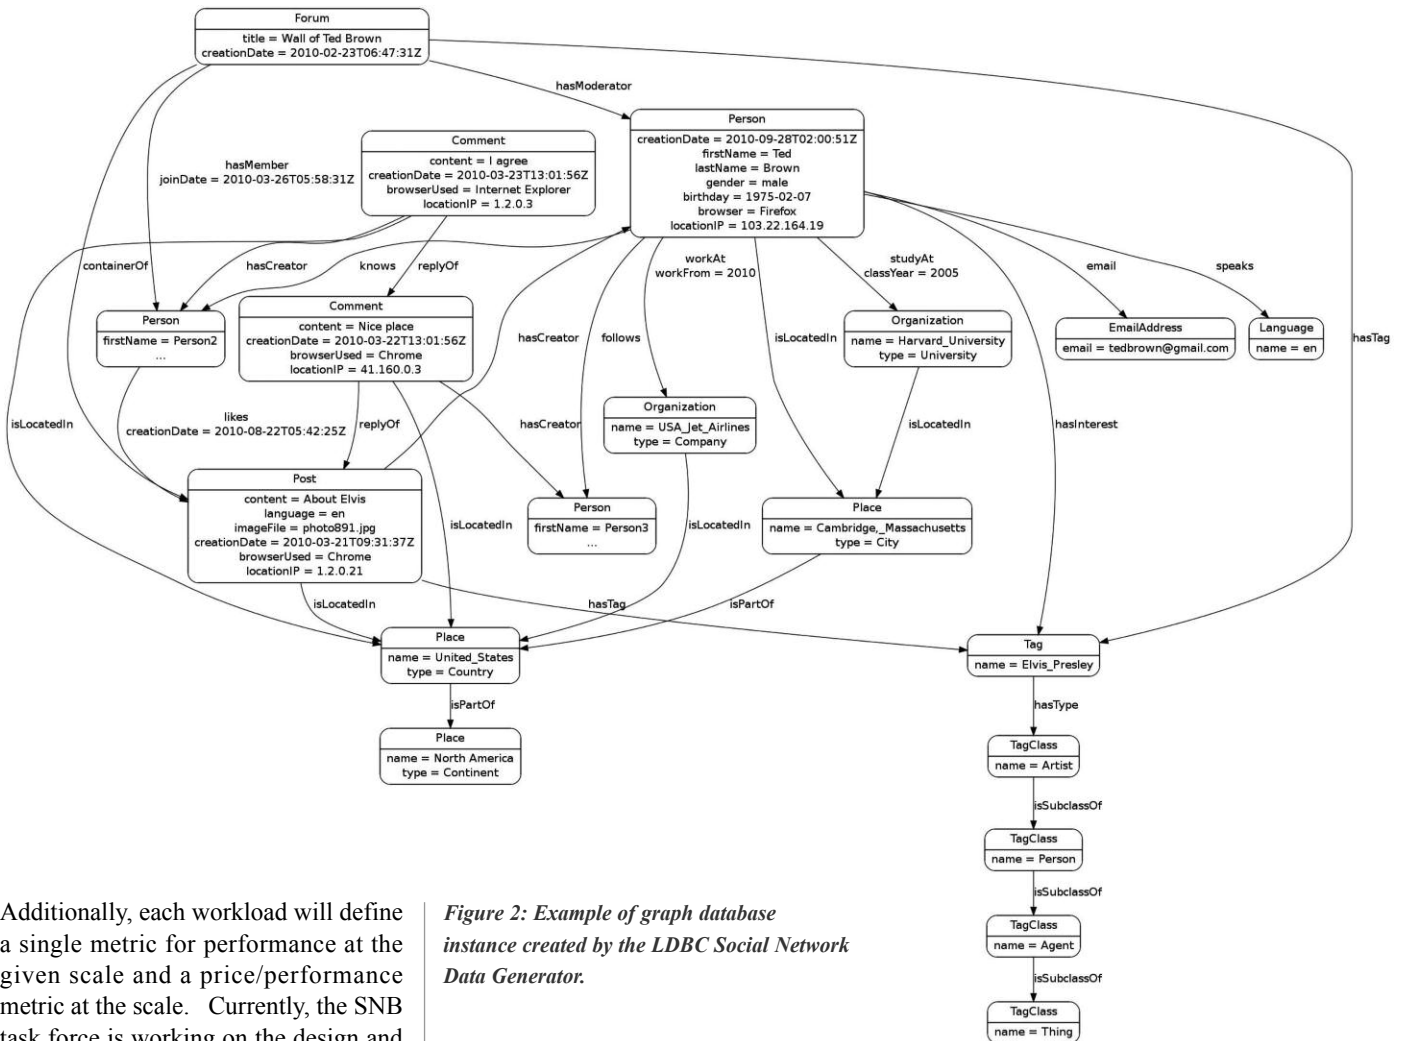 Forum
title = Wall of Ted Brown
creationDate = 2010-02-23T06:47:31Z
hasModerator
Person
creationDate = 2010-09-28T02:00:51Z
firstName = Ted
lastName = Brown
gender = male
birthday = 1975-02-07
browser = Firefox
locationIP = 103.22.164.19
Comment
content = I agree
creationDate = 2010-03-23T13:01:56Z
browserUsed = Internet Explorer
locationIP = 1.2.0.3
hasMember
joinDate = 2010-03-26T05:58:31Z
containerOf
hasCreator
knows
replyOf
workAt
workFrom = 2010
studyAt
classYear = 2005
email
speaks
Person
firstName = Person2
...
Comment
content = Nice place
creationDate = 2010-03-22T13:01:56Z
browserUsed = Chrome
locationIP = 41.160.0.3
hasCreator
follows
isLocatedIn
Organization
name = Harvard_University
type = University
EmailAddress
email = tedbrown@gmail.com
Language
name = en
hasTag
isLocatedIn
likes
creationDate = 2010-08-22T05:42:25Z
replyOf
hasCreator
Organization
name = USA_Jet_Airlines
type = Company
isLocatedIn
hasInterest
Post
content = About Elvis
language = en
imageFile = photo891.jpg
creationDate = 2010-03-21T09:31:37Z
browserUsed = Chrome
locationIP = 1.2.0.21
isLocatedIn
Person
firstName = Person3
...
isLocatedIn
Place
name = Cambridge,_Massachusetts
type = City
isLocatedIn
hasTag
isPartOf
Place
name = United_States
type = Country
Tag
name = Elvis_Presley
isPartOf
hasType
Place
name = North America
type = Continent
TagClass
name = Artist
isSubclassOf
TagClass
name = Person
isSubclassOf
TagClass
name = Agent
isSubclassOf
TagClass
name = Thing
Additionally, each workload will define
a single metric for performance at the
given scale and a price/performance
metric at the scale. Currently, the SNB
task force is working on the design and
Figure 2: Example of graph database
instance created by the LDBC Social Network
Data Generator.